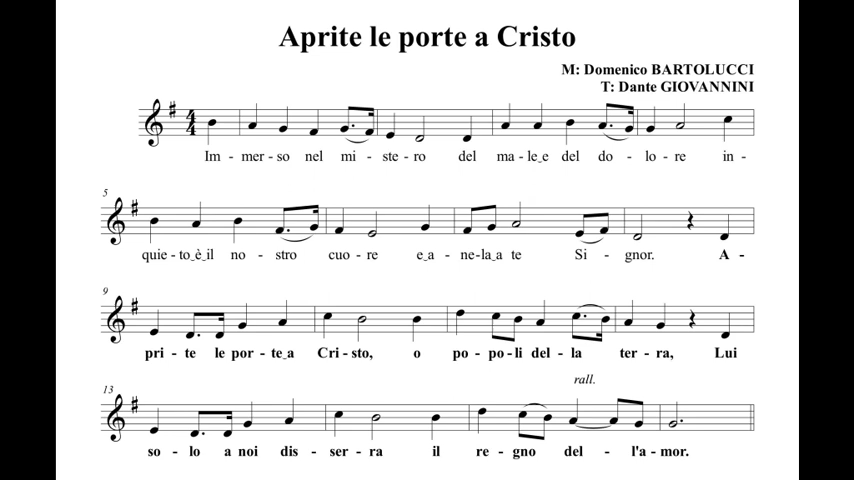 Aprite le porte a Cristo
M: Domenico BARTOLUCCI
T: Dante GIOVANNINI
Im - mer - so nel mi - ste - ro del ma - le_e del do - lo - re in -
5
quie - to_è_il no - stro cuo - re e_a - ne - la_a te Si - gnor. A -
9
pri - te le por - te_a Cri - sto, o po - po - li del - la ter - ra, Lui
rall.
13
so - lo a noi dis - ser - ra il re - gno del - l'a - mor.